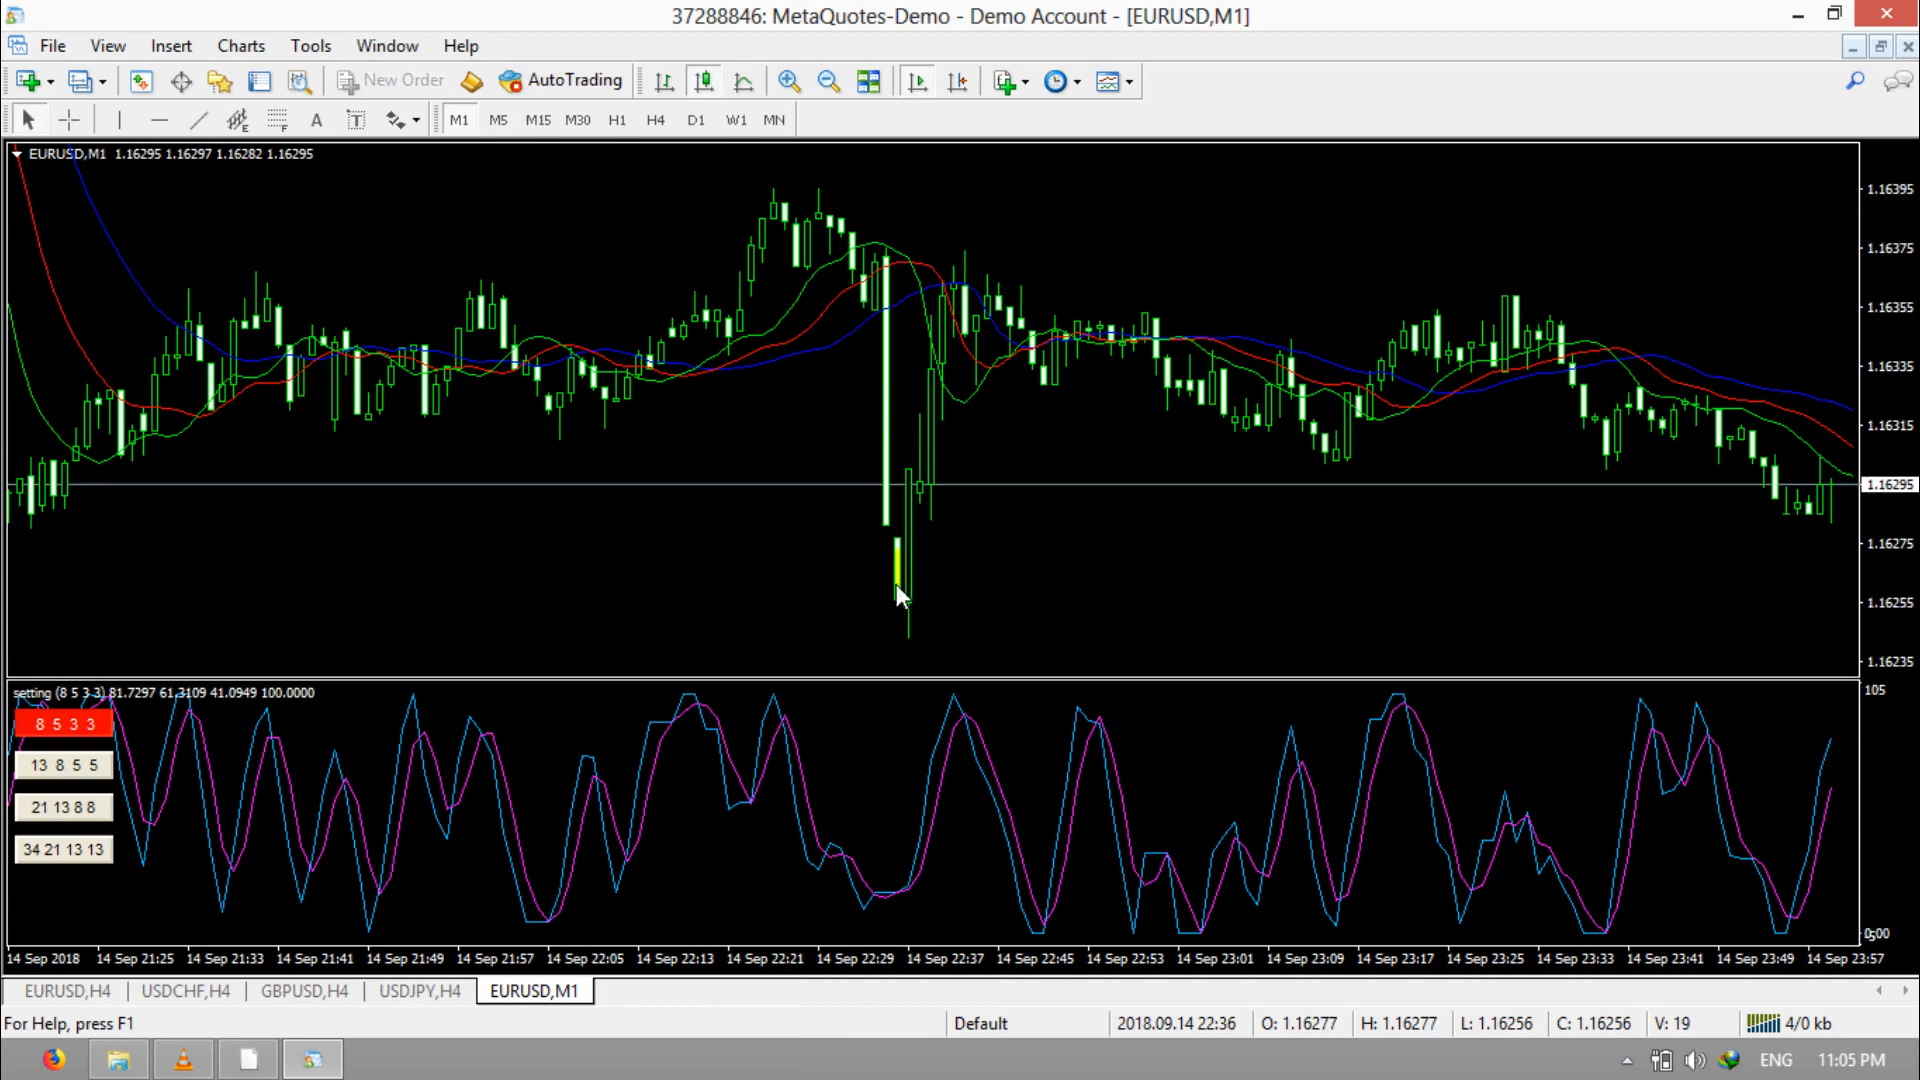 37288846: MetaQuotes-Demo - Demo Account - [EURUSD,M1]
File View Insert Charts Tools Window Help
New Order AutoTrading
A T M1 M5 M15 M30 H1 H4 D1 W1 MN
EURUSD,M1 1.16295 1.16297 1.16282 1.16295
1.16395
1.16375
1.16355
1.16335
1.16315
1.16295
1.16275
1.16255
1.16235
setting (8 5 3 3) 81.7297 61.3109 41.0949 100.0000
105
8 5 3 3
13 8 5 5
21 13 8 8
34 21 13 13
14 Sep 2018 14 Sep 21:25 14 Sep 21:33 14 Sep 21:41 14 Sep 21:49 14 Sep 21:57 14 Sep 22:05 14 Sep 22:13 14 Sep 22:21 14 Sep 22:29 14 Sep 22:37 14 Sep 22:45 14 Sep 22:53 14 Sep 23:01 14 Sep 23:09 14 Sep 23:17 14 Sep 23:25 14 Sep 23:33 14 Sep 23:41 14 Sep 23:49 14 Sep 23:57
EURUSD,H4 USDCHF,H4 GBPUSD,H4 USDJPY,H4 EURUSD,M1
For Help, press F1 Default 2018.09.14 22:36 O: 1.16277 H: 1.16277 L: 1.16256 C: 1.16256 V: 19 4/0 kb
ENG 11:05 PM